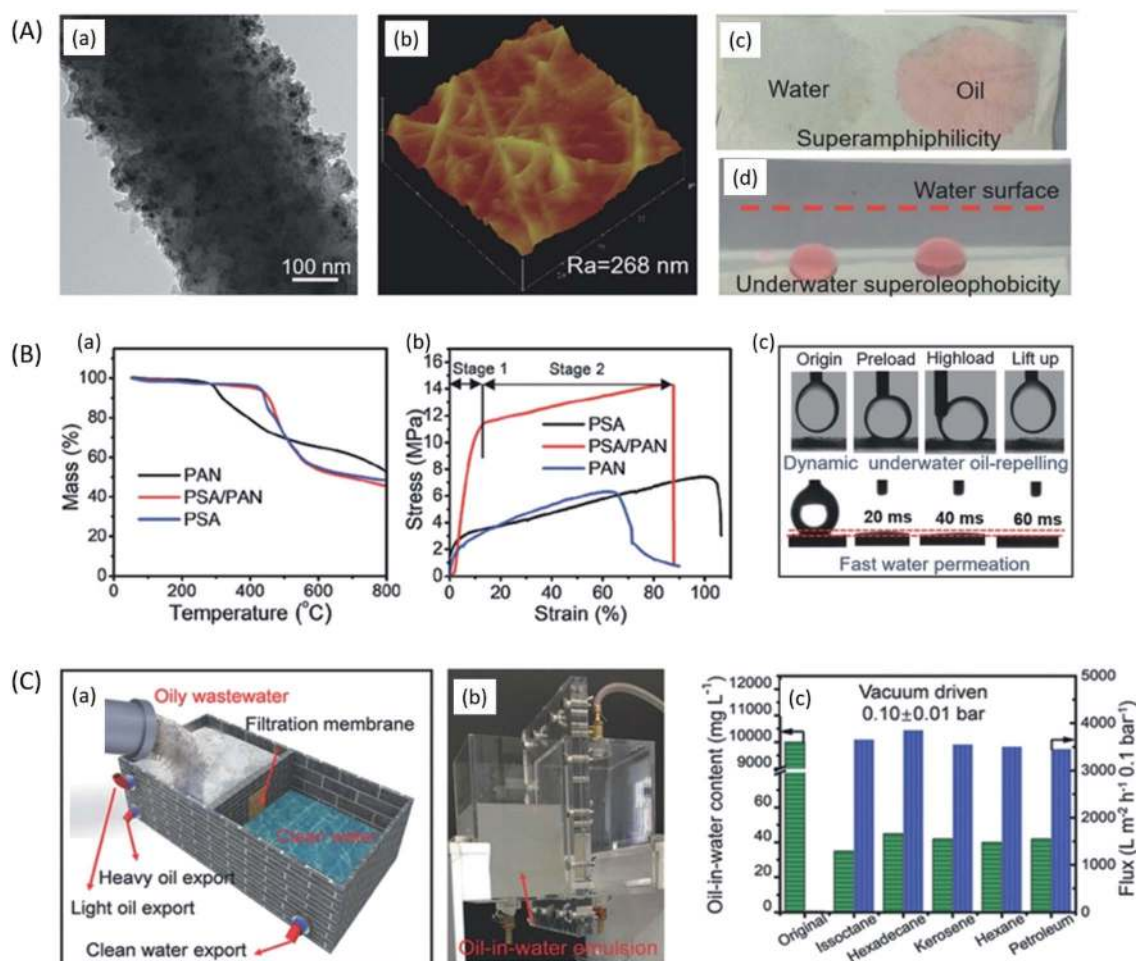 (A)
(a)
100 nm
(b)
Ra=268 nm
(c)
Water
Oil
Superamphiphilicity
(d)
Water surface
Underwater superoleophobicity
(B)
(a)
100
80
60
40
20
0
Mass (%)
PAN
PSA/PAN
PSA
0
200
400
600
800
Temperature (°C)
(b)
Stage 1
Stage 2
16
14
12
10
8
6
4
2
0
Stress (MPa)
PSA
PSA/PAN
PAN
0
20
40
60
80
100
Strain (%)
(c)
Origin
Preload
Highload
Lift up
Dynamic underwater oil-repelling
20 ms
40 ms
60 ms
Fast water permeation
(C)
(a)
Oily wastewater
Filtration membrane
Clean water
Heavy oil export
Light oil export
Clean water export
(b)
Oil-in-water emulsion
(c)
Vacuum driven
0.10±0.01 bar
12000
11000
10000
9000
80
60
40
20
0
Oil-in-water content (mg L⁻¹)
5000
4000
3000
2000
1000
0
Flux (L m⁻² h⁻¹ 0.1 bar⁻¹)
Original
Issoctane
Hexadecane
Kerosene
Hexane
Petroleum